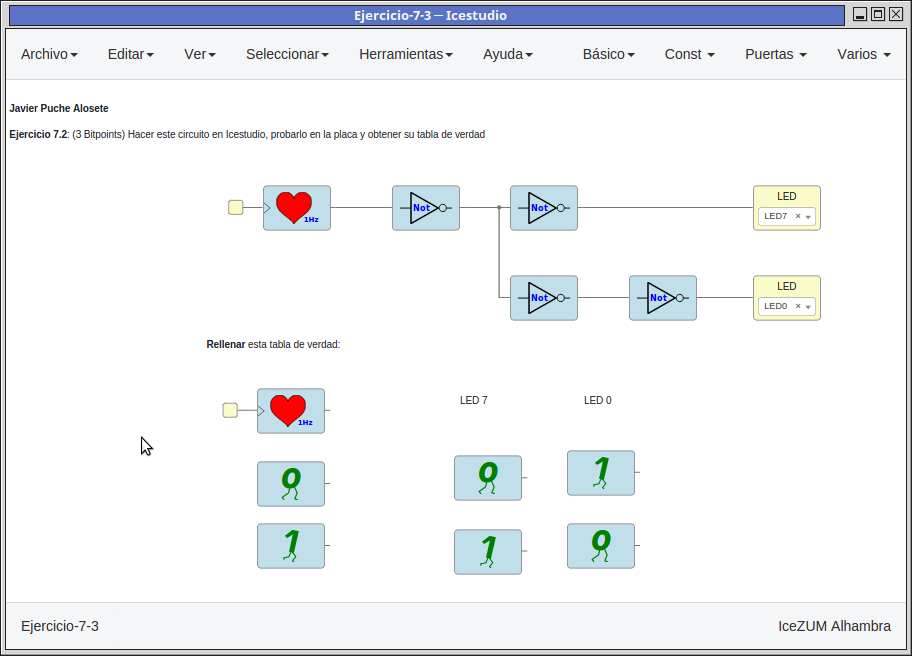 Ejercicio-7-3 — Icestudio
Archivo Editar Ver Seleccionar Herramientas Ayuda Básico Const Puertas Varios
Javier Puche Alosete
Ejercicio 7.2: (3 Bitpoints) Hacer este circuito en Icestudio, probarlo en la placa y obtener su tabla de verdad
1Hz Not Not LED
LED7 ×
Not Not LED
LED0 ×
Rellenar esta tabla de verdad:
1Hz LED 7 LED 0
0 0 1
1 1 0
Ejercicio-7-3 IceZUM Alhambra